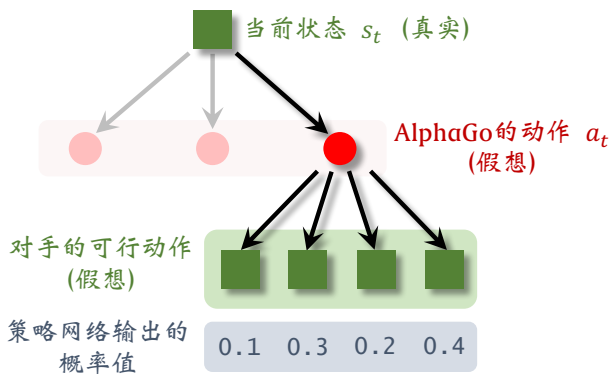 当前状态 sₜ (真实)
AlphaGo的动作 aₜ
(假想)
对手的可行动作
(假想)
策略网络输出的
概率值
0.1 0.3 0.2 0.4